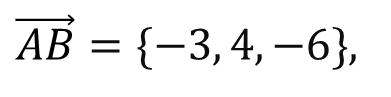 $\overrightarrow{AB} = \{-3, 4, -6\},$